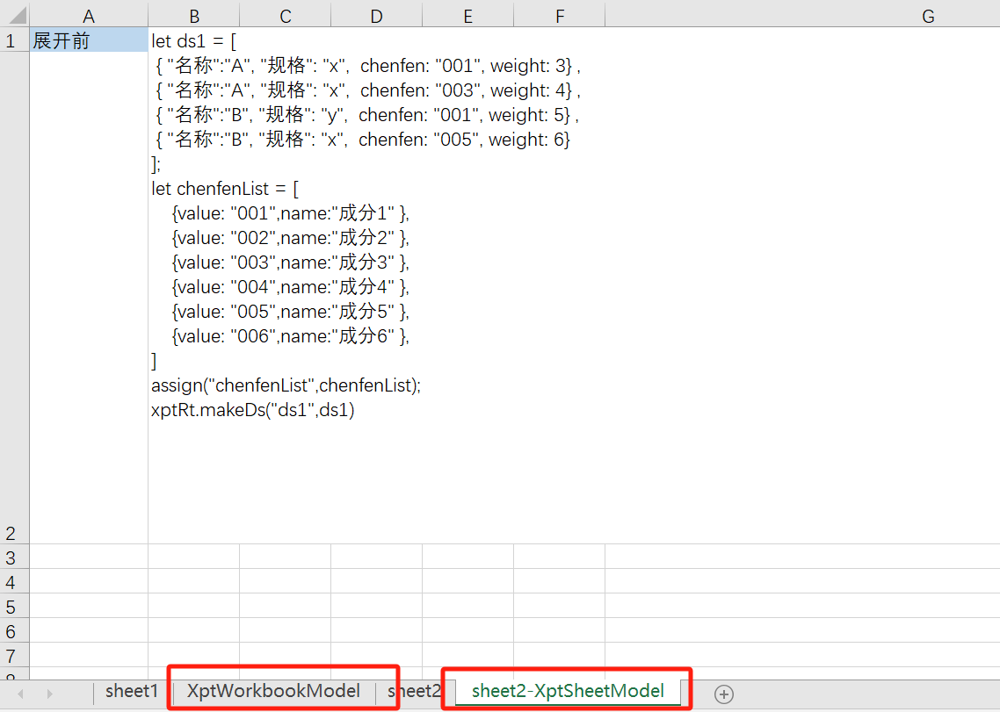 A B C D E F G
1 展开前 let ds1 = [
{ "名称":"A", "规格": "x",  chenfen: "001", weight: 3} ,
{ "名称":"A", "规格": "x",  chenfen: "003", weight: 4} ,
{ "名称":"B", "规格": "y",  chenfen: "001", weight: 5} ,
{ "名称":"B", "规格": "x",  chenfen: "005", weight: 6}
];
let chenfenList = [
{value: "001",name:"成分1" },
{value: "002",name:"成分2" },
{value: "003",name:"成分3" },
{value: "004",name:"成分4" },
{value: "005",name:"成分5" },
{value: "006",name:"成分6" },
]
assign("chenfenList",chenfenList);
xptRt.makeDs("ds1",ds1)
2
3
4
5
6
7
8
sheet1 XptWorkbookModel sheet2 sheet2-XptSheetModel